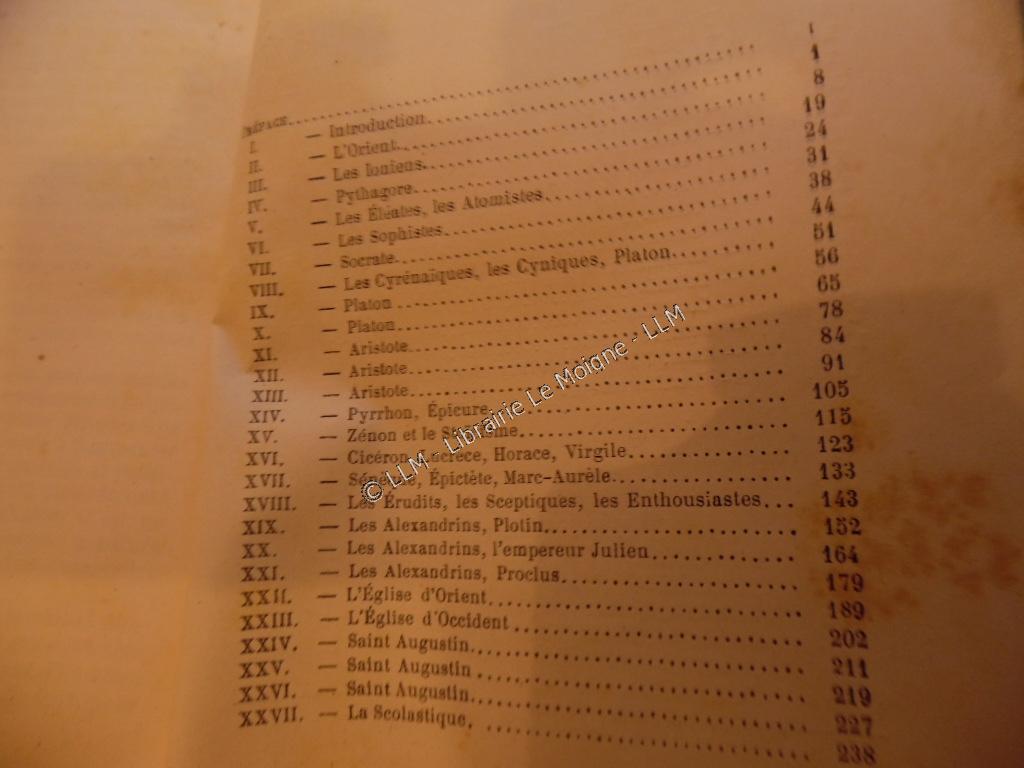 PRÉFACE. I
I. — Introduction. 1
II. — L'Orient. 8
III. — Les Ioniens. 19
IV. — Pythagore. 24
V. — Les Éléates, les Atomistes. 31
VI. — Les Sophistes. 38
VII. — Socrate. 44
VIII. — Les Cyrénaïques, les Cyniques, Platon. 51
IX. — Platon 56
X. — Platon. 65
XI. — Aristote. 78
XII. — Aristote. 84
XIII. — Aristote. 91
XIV. — Pyrrhon, Épicure. 105
XV. — Zénon et le Stoïcisme. 115
XVI. — Cicéron, Lucrèce, Horace, Virgile. 123
XVII. — Sénèque, Épictète, Marc-Aurèle. 133
XVIII. — Les Érudits, les Sceptiques, les Enthousiastes... 143
XIX. — Les Alexandrins, Plotin. 152
XX. — Les Alexandrins, l'empereur Julien. 164
XXI. — Les Alexandrins, Proclus. 179
XXII. — L'Église d'Orient. 189
XXIII. — L'Église d'Occident 202
XXIV. — Saint Augustin. 211
XXV. — Saint Augustin 219
XXVI. — Saint Augustin. 227
XXVII. — La Scolastique. 238
© LLM - Librairie Le Moigne - LLM